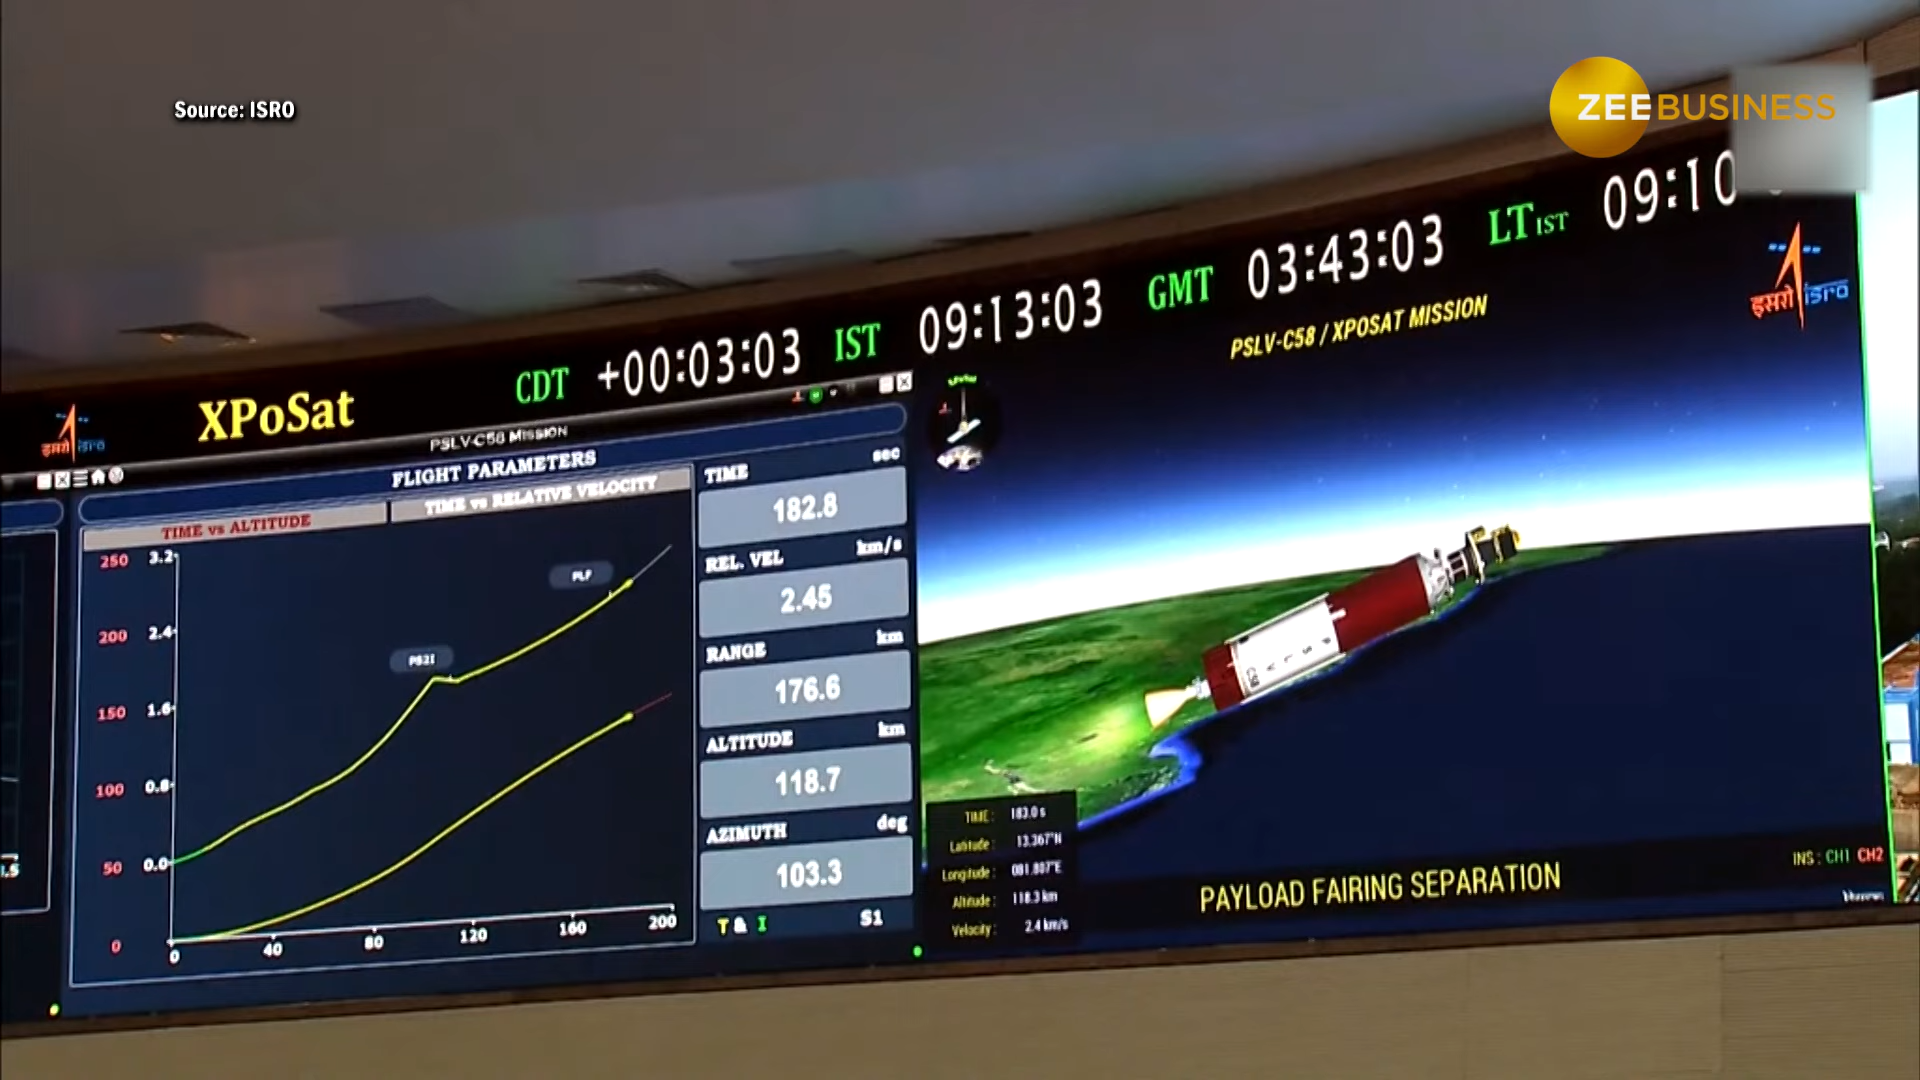 Source: ISRO
ZEEBUSINESS
XPoSat
CDT +00:03:03
IST 09:13:03
GMT 03:43:03
LT IST 09:10
इसरो isro
PSLV-C58 MISSION
FLIGHT PARAMETERS
TIME vs ALTITUDE
TIME vs RELATIVE VELOCITY
250 3.2
200 2.4
150 1.6
100 0.8
50 0.0
0
PS2I
PLF
0 40 80 120 160 200
TIME sec
182.8
REL. VEL km/s
2.45
RANGE km
176.6
ALTITUDE km
118.7
AZIMUTH deg
103.3
T & I S1
PSLV-C58 / XPOSAT MISSION
इसरो isro
P S L V
C58
TIME: 183.0 s
Latitude: 13.367°N
Longitude: 081.807°E
Altitude: 118.3 km
Velocity: 2.4 km/s
PAYLOAD FAIRING SEPARATION
INS: CH1 CH2